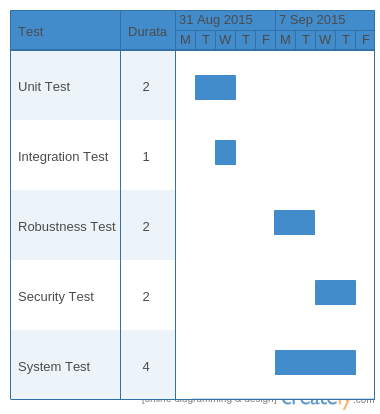 Test Durata 31 Aug 2015 7 Sep 2015
M T W T F M T W T F
Unit Test 2
Integration Test 1
Robustness Test 2
Security Test 2
System Test 4
[online diagramming & design] creately.com